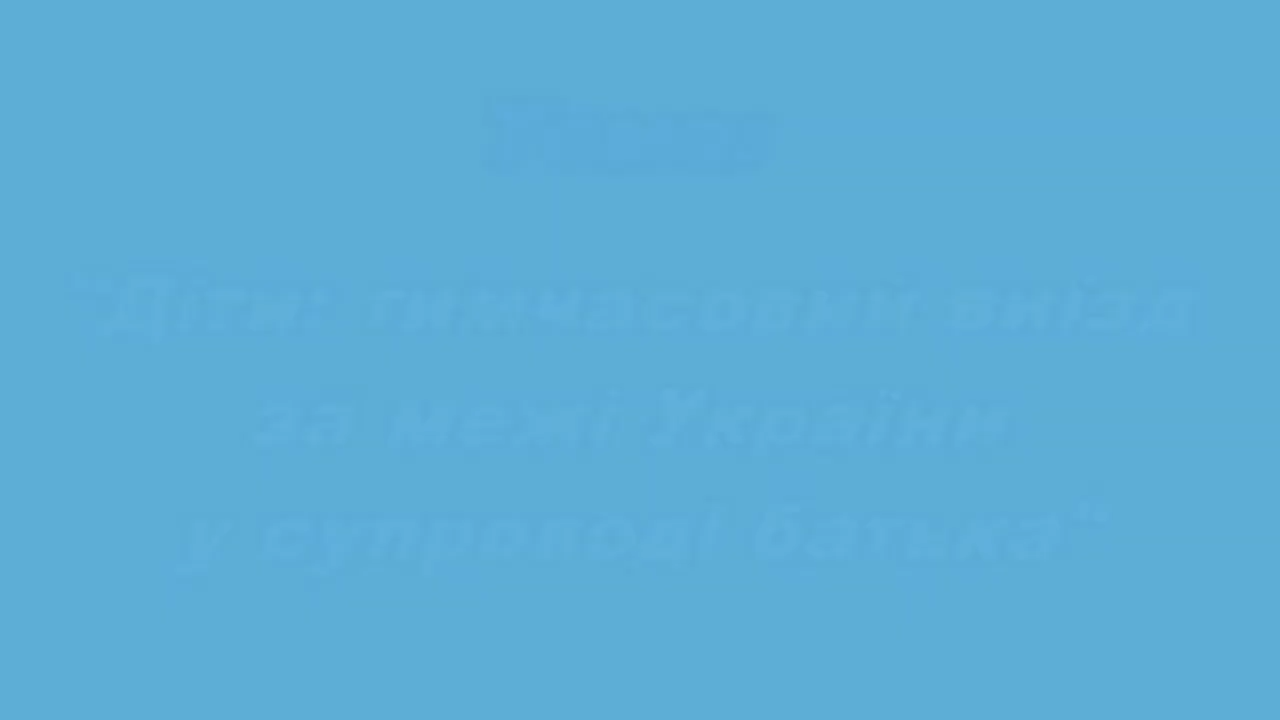 "Діти: тимчасовий виїзд
за межі України
у супроводі батька"